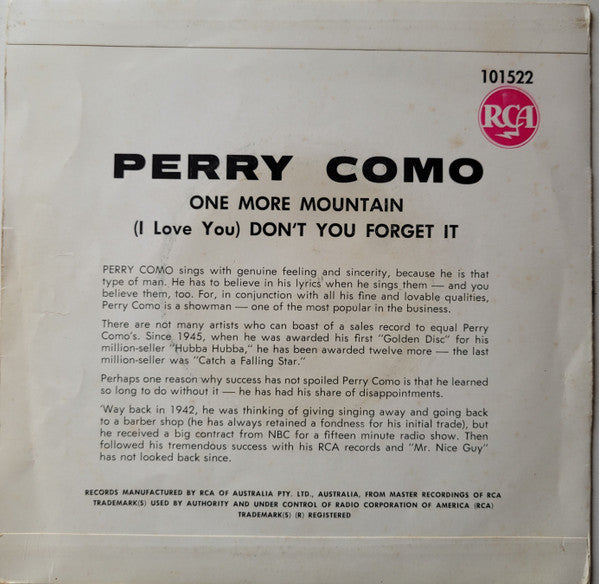 101522
RCA
PERRY COMO
ONE MORE MOUNTAIN
(I Love You) DON'T YOU FORGET IT
PERRY COMO sings with genuine feeling and sincerity, because he is that
type of man. He has to believe in his lyrics when he sings them — and you
believe them, too. For, in conjunction with all his fine and lovable qualities,
Perry Como is a showman — one of the most popular in the business.
There are not many artists who can boast of a sales record to equal Perry
Como's. Since 1945, when he was awarded his first "Golden Disc" for his
million-seller "Hubba Hubba," he has been awarded twelve more — the last
million-seller was "Catch a Falling Star."
Perhaps one reason why success has not spoiled Perry Como is that he learned
so long to do without it — he has had his share of disappointments.
'Way back in 1942, he was thinking of giving singing away and going back
to a barber shop (he has always retained a fondness for his initial trade), but
he received a big contract from NBC for a fifteen minute radio show. Then
followed his tremendous success with his RCA records and "Mr. Nice Guy"
has not looked back since.
RECORDS MANUFACTURED BY RCA OF AUSTRALIA PTY. LTD., AUSTRALIA, FROM MASTER RECORDINGS OF RCA
TRADEMARK(S) USED BY AUTHORITY AND UNDER CONTROL OF RADIO CORPORATION OF AMERICA (RCA)
TRADEMARK(S) (R) REGISTERED